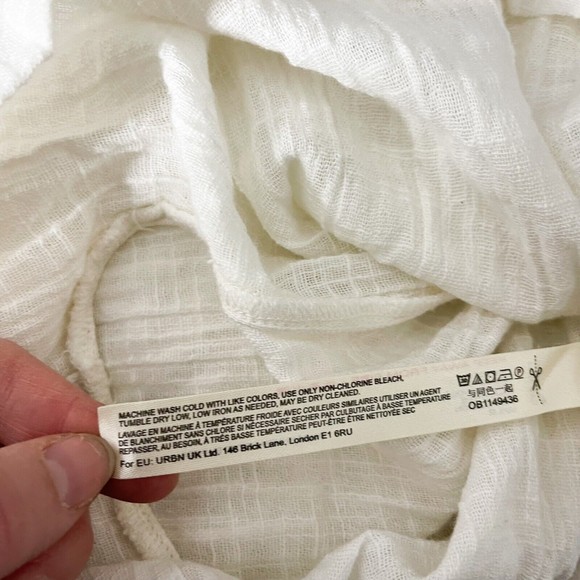 MACHINE WASH COLD WITH LIKE COLORS, USE ONLY NON-CHLORINE BLEACH,
TUMBLE DRY LOW, LOW IRON AS NEEDED, MAY BE DRY CLEANED.
LAVAGE EN MACHINE À TEMPÉRATURE FROIDE AVEC COULEURS SIMILAIRES UTILISER UN AGENT
DE BLANCHIMENT SANS CHLORE SI NÉCESSAIRE SECHER PAR CULBUTAGE À BASSE TEMPÉRATURE
REPASSER, AU BESOIN, À TRÈS BASSE TEMPÉRATURE PEUT-ÊTRE NETTOYÉE SEC
For EU: URBN UK Ltd. 146 Brick Lane, London E1 6RU
与同色一起
OB1149436